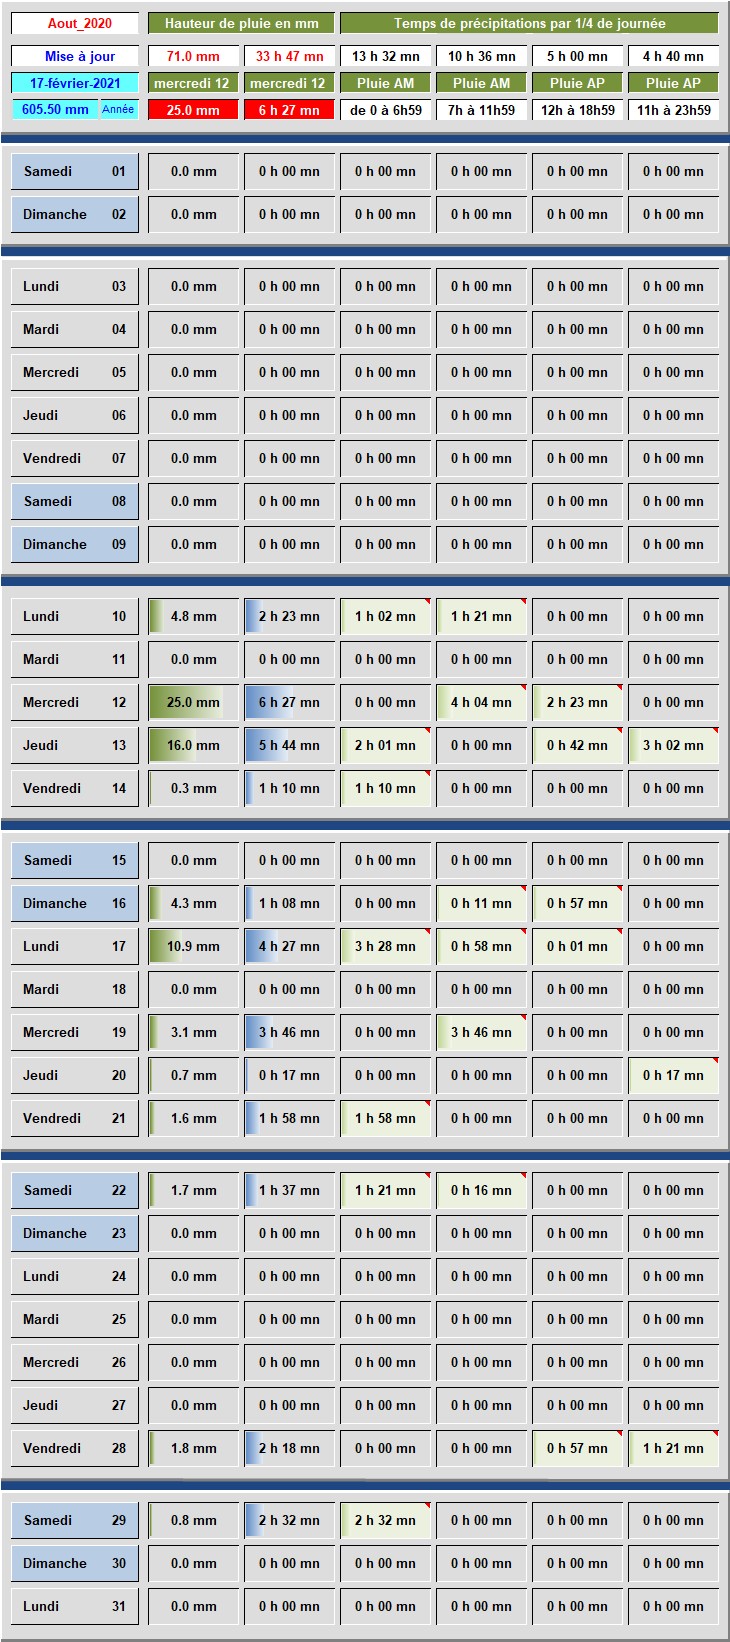 Aout_2020 Hauteur de pluie en mm Temps de précipitations par 1/4 de journée
Mise à jour 71.0 mm 33 h 47 mn 13 h 32 mn 10 h 36 mn 5 h 00 mn 4 h 40 mn
17-février-2021 mercredi 12 mercredi 12 Pluie AM Pluie AM Pluie AP Pluie AP
605.50 mm Année 25.0 mm 6 h 27 mn de 0 à 6h59 7h à 11h59 12h à 18h59 11h à 23h59
Samedi 01 0.0 mm 0 h 00 mn 0 h 00 mn 0 h 00 mn 0 h 00 mn 0 h 00 mn
Dimanche 02 0.0 mm 0 h 00 mn 0 h 00 mn 0 h 00 mn 0 h 00 mn 0 h 00 mn
Lundi 03 0.0 mm 0 h 00 mn 0 h 00 mn 0 h 00 mn 0 h 00 mn 0 h 00 mn
Mardi 04 0.0 mm 0 h 00 mn 0 h 00 mn 0 h 00 mn 0 h 00 mn 0 h 00 mn
Mercredi 05 0.0 mm 0 h 00 mn 0 h 00 mn 0 h 00 mn 0 h 00 mn 0 h 00 mn
Jeudi 06 0.0 mm 0 h 00 mn 0 h 00 mn 0 h 00 mn 0 h 00 mn 0 h 00 mn
Vendredi 07 0.0 mm 0 h 00 mn 0 h 00 mn 0 h 00 mn 0 h 00 mn 0 h 00 mn
Samedi 08 0.0 mm 0 h 00 mn 0 h 00 mn 0 h 00 mn 0 h 00 mn 0 h 00 mn
Dimanche 09 0.0 mm 0 h 00 mn 0 h 00 mn 0 h 00 mn 0 h 00 mn 0 h 00 mn
Lundi 10 4.8 mm 2 h 23 mn 1 h 02 mn 1 h 21 mn 0 h 00 mn 0 h 00 mn
Mardi 11 0.0 mm 0 h 00 mn 0 h 00 mn 0 h 00 mn 0 h 00 mn 0 h 00 mn
Mercredi 12 25.0 mm 6 h 27 mn 0 h 00 mn 4 h 04 mn 2 h 23 mn 0 h 00 mn
Jeudi 13 16.0 mm 5 h 44 mn 2 h 01 mn 0 h 00 mn 0 h 42 mn 3 h 02 mn
Vendredi 14 0.3 mm 1 h 10 mn 1 h 10 mn 0 h 00 mn 0 h 00 mn 0 h 00 mn
Samedi 15 0.0 mm 0 h 00 mn 0 h 00 mn 0 h 00 mn 0 h 00 mn 0 h 00 mn
Dimanche 16 4.3 mm 1 h 08 mn 0 h 00 mn 0 h 11 mn 0 h 57 mn 0 h 00 mn
Lundi 17 10.9 mm 4 h 27 mn 3 h 28 mn 0 h 58 mn 0 h 01 mn 0 h 00 mn
Mardi 18 0.0 mm 0 h 00 mn 0 h 00 mn 0 h 00 mn 0 h 00 mn 0 h 00 mn
Mercredi 19 3.1 mm 3 h 46 mn 0 h 00 mn 3 h 46 mn 0 h 00 mn 0 h 00 mn
Jeudi 20 0.7 mm 0 h 17 mn 0 h 00 mn 0 h 00 mn 0 h 00 mn 0 h 17 mn
Vendredi 21 1.6 mm 1 h 58 mn 1 h 58 mn 0 h 00 mn 0 h 00 mn 0 h 00 mn
Samedi 22 1.7 mm 1 h 37 mn 1 h 21 mn 0 h 16 mn 0 h 00 mn 0 h 00 mn
Dimanche 23 0.0 mm 0 h 00 mn 0 h 00 mn 0 h 00 mn 0 h 00 mn 0 h 00 mn
Lundi 24 0.0 mm 0 h 00 mn 0 h 00 mn 0 h 00 mn 0 h 00 mn 0 h 00 mn
Mardi 25 0.0 mm 0 h 00 mn 0 h 00 mn 0 h 00 mn 0 h 00 mn 0 h 00 mn
Mercredi 26 0.0 mm 0 h 00 mn 0 h 00 mn 0 h 00 mn 0 h 00 mn 0 h 00 mn
Jeudi 27 0.0 mm 0 h 00 mn 0 h 00 mn 0 h 00 mn 0 h 00 mn 0 h 00 mn
Vendredi 28 1.8 mm 2 h 18 mn 0 h 00 mn 0 h 00 mn 0 h 57 mn 1 h 21 mn
Samedi 29 0.8 mm 2 h 32 mn 2 h 32 mn 0 h 00 mn 0 h 00 mn 0 h 00 mn
Dimanche 30 0.0 mm 0 h 00 mn 0 h 00 mn 0 h 00 mn 0 h 00 mn 0 h 00 mn
Lundi 31 0.0 mm 0 h 00 mn 0 h 00 mn 0 h 00 mn 0 h 00 mn 0 h 00 mn